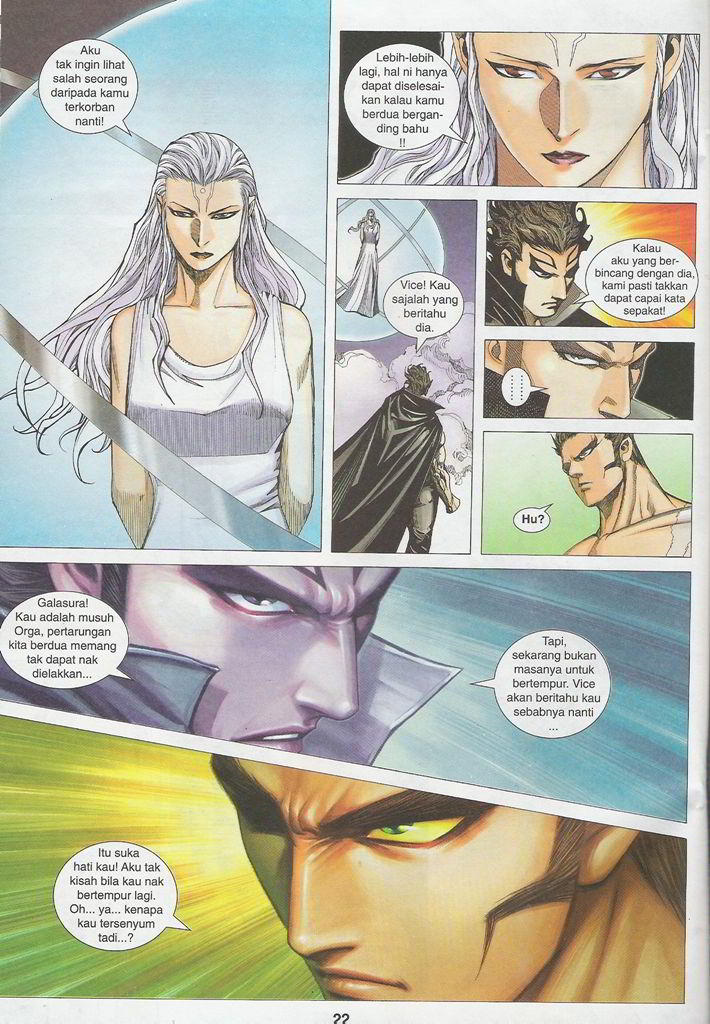 Aku
tak ingin lihat
salah seorang
daripada kamu
terkorban
nanti!
Lebih-lebih
lagi, hal ni hanya
dapat diselesai-
kan kalau kamu
berdua bergan-
ding bahu
!!
Vice! Kau
sajalah yang
beritahu
dia.
Kalau
aku yang ber-
bincang dengan dia,
kami pasti takkan
dapat capai kata
sepakat!
Hu?
Galasura!
Kau adalah musuh
Orga, pertarungan
kita berdua memang
tak dapat nak
dielakkan...
Tapi,
sekarang bukan
masanya untuk
bertempur. Vice
akan beritahu kau
sebabnya nanti
...
Itu suka
hati kau! Aku tak
kisah bila kau nak
bertempur lagi.
Oh... ya... kenapa
kau tersenyum
tadi...?
22